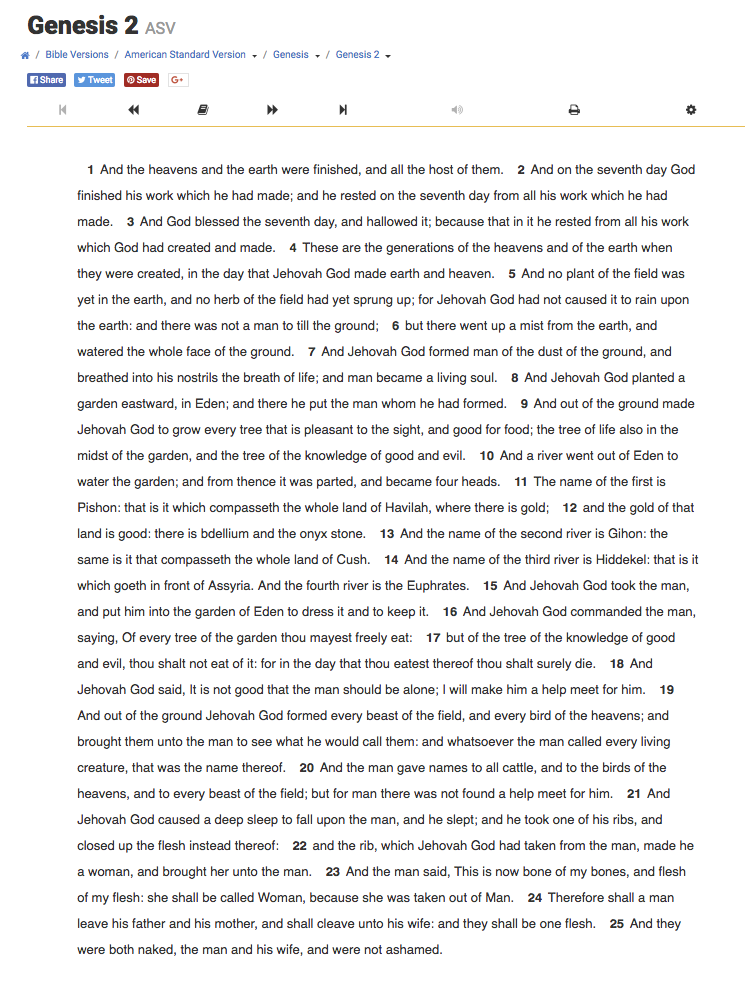 Genesis 2 ASV
/ Bible Versions / American Standard Version / Genesis / Genesis 2
Share Tweet Save G+
1 And the heavens and the earth were finished, and all the host of them. 2 And on the seventh day God
finished his work which he had made; and he rested on the seventh day from all his work which he had
made. 3 And God blessed the seventh day, and hallowed it; because that in it he rested from all his work
which God had created and made. 4 These are the generations of the heavens and of the earth when
they were created, in the day that Jehovah God made earth and heaven. 5 And no plant of the field was
yet in the earth, and no herb of the field had yet sprung up; for Jehovah God had not caused it to rain upon
the earth: and there was not a man to till the ground; 6 but there went up a mist from the earth, and
watered the whole face of the ground. 7 And Jehovah God formed man of the dust of the ground, and
breathed into his nostrils the breath of life; and man became a living soul. 8 And Jehovah God planted a
garden eastward, in Eden; and there he put the man whom he had formed. 9 And out of the ground made
Jehovah God to grow every tree that is pleasant to the sight, and good for food; the tree of life also in the
midst of the garden, and the tree of the knowledge of good and evil. 10 And a river went out of Eden to
water the garden; and from thence it was parted, and became four heads. 11 The name of the first is
Pishon: that is it which compasseth the whole land of Havilah, where there is gold; 12 and the gold of that
land is good: there is bdellium and the onyx stone. 13 And the name of the second river is Gihon: the
same is it that compasseth the whole land of Cush. 14 And the name of the third river is Hiddekel: that is it
which goeth in front of Assyria. And the fourth river is the Euphrates. 15 And Jehovah God took the man,
and put him into the garden of Eden to dress it and to keep it. 16 And Jehovah God commanded the man,
saying, Of every tree of the garden thou mayest freely eat: 17 but of the tree of the knowledge of good
and evil, thou shalt not eat of it: for in the day that thou eatest thereof thou shalt surely die. 18 And
Jehovah God said, It is not good that the man should be alone; I will make him a help meet for him. 19
And out of the ground Jehovah God formed every beast of the field, and every bird of the heavens; and
brought them unto the man to see what he would call them: and whatsoever the man called every living
creature, that was the name thereof. 20 And the man gave names to all cattle, and to the birds of the
heavens, and to every beast of the field; but for man there was not found a help meet for him. 21 And
Jehovah God caused a deep sleep to fall upon the man, and he slept; and he took one of his ribs, and
closed up the flesh instead thereof: 22 and the rib, which Jehovah God had taken from the man, made he
a woman, and brought her unto the man. 23 And the man said, This is now bone of my bones, and flesh
of my flesh: she shall be called Woman, because she was taken out of Man. 24 Therefore shall a man
leave his father and his mother, and shall cleave unto his wife: and they shall be one flesh. 25 And they
were both naked, the man and his wife, and were not ashamed.